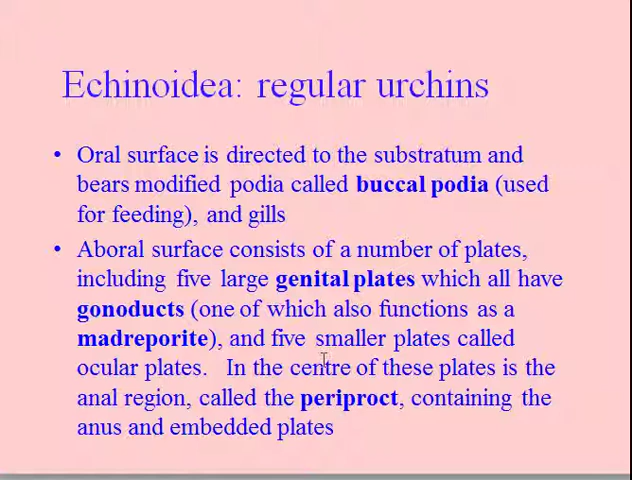 Echinoidea: regular urchins
• Oral surface is directed to the substratum and
bears modified podia called buccal podia (used
for feeding), and gills
• Aboral surface consists of a number of plates,
including five large genital plates which all have
gonoducts (one of which also functions as a
madreporite), and five smaller plates called
ocular plates. In the centre of these plates is the
anal region, called the periproct, containing the
anus and embedded plates